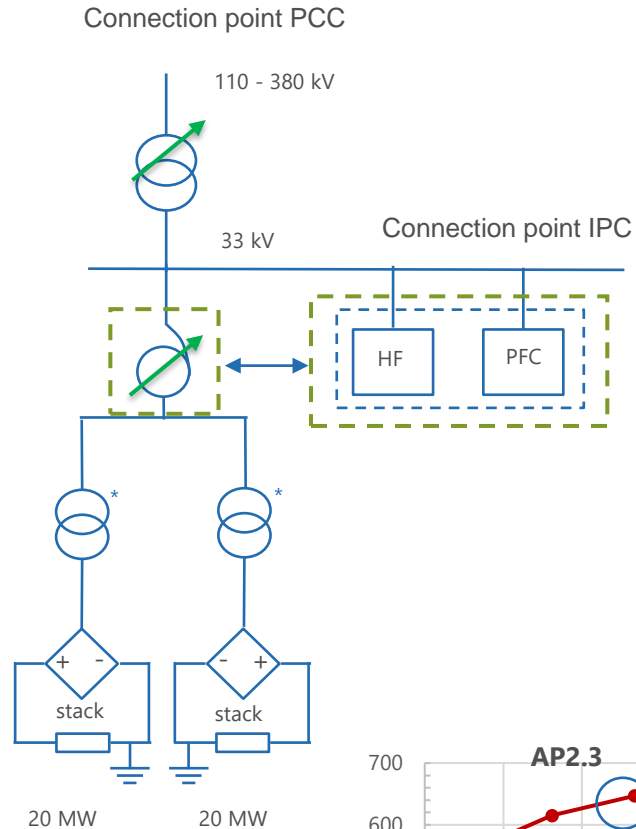 Connection point PCC
110 - 380 kV
33 kV
Connection point IPC
HF
PFC
*
*
+ -
- +
stack
stack
20 MW
20 MW
AP2.3
700
600